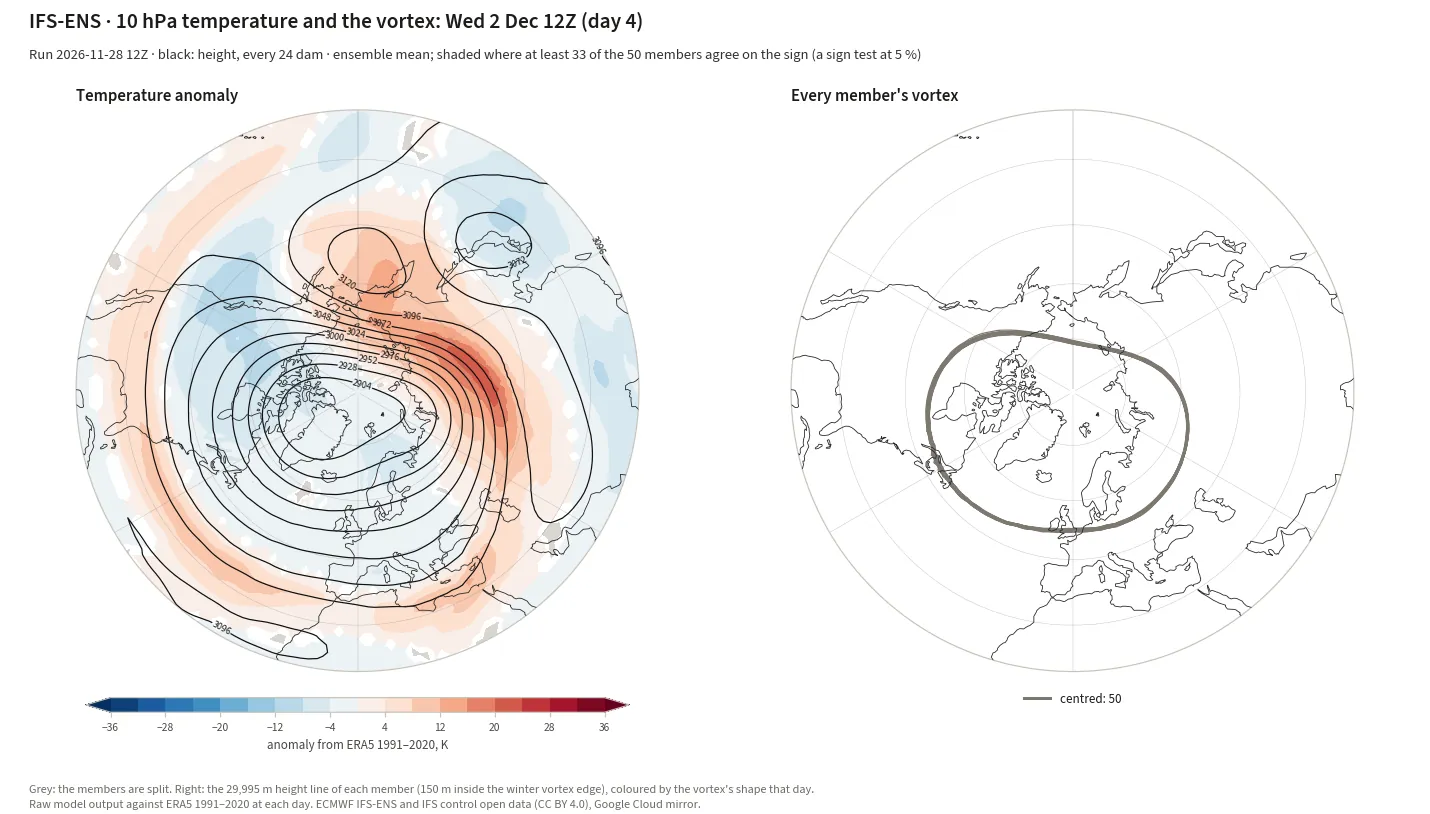 IFS-ENS · 10 hPa temperature and the vortex: Wed 2 Dec 12Z (day 4)
Run 2026-11-28 12Z · black: height, every 24 dam · ensemble mean; shaded where at least 33 of the 50 members agree on the sign (a sign test at 5 %)
Temperature anomaly
Every member's vortex
3096
3072
3120
3048
3096
3072
3024
3000
2976
2952
2928
2904
3096
centred: 50
−36 −28 −20 −12 −4 4 12 20 28 36
anomaly from ERA5 1991–2020, K
Grey: the members are split. Right: the 29,995 m height line of each member (150 m inside the winter vortex edge), coloured by the vortex's shape that day.
Raw model output against ERA5 1991–2020 at each day. ECMWF IFS-ENS and IFS control open data (CC BY 4.0), Google Cloud mirror.